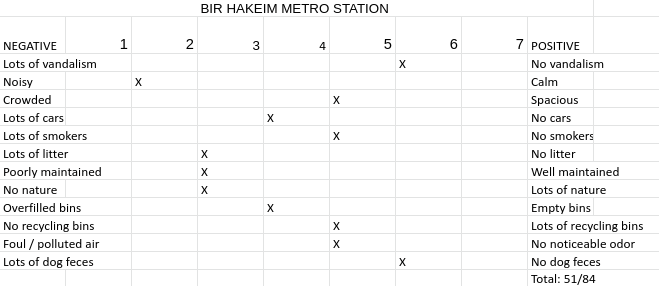 BIR HAKEIM METRO STATION
NEGATIVE 1 2 3 4 5 6 7 POSITIVE
Lots of vandalism X No vandalism
Noisy X Calm
Crowded X Spacious
Lots of cars X No cars
Lots of smokers X No smokers
Lots of litter X No litter
Poorly maintained X Well maintained
No nature X Lots of nature
Overfilled bins X Empty bins
No recycling bins X Lots of recycling bins
Foul / polluted air X No noticeable odor
Lots of dog feces X No dog feces
Total: 51/84